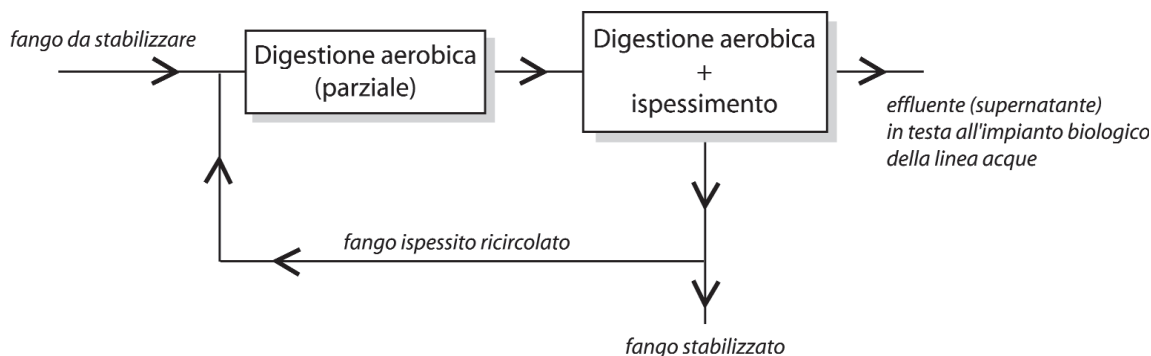 fango da stabilizzare
Digestione aerobica
(parziale)
Digestione aerobica
+
ispessimento
effluente (supernatante)
in testa all'impianto biologico
della linea acque
fango ispessito ricircolato
fango stabilizzato